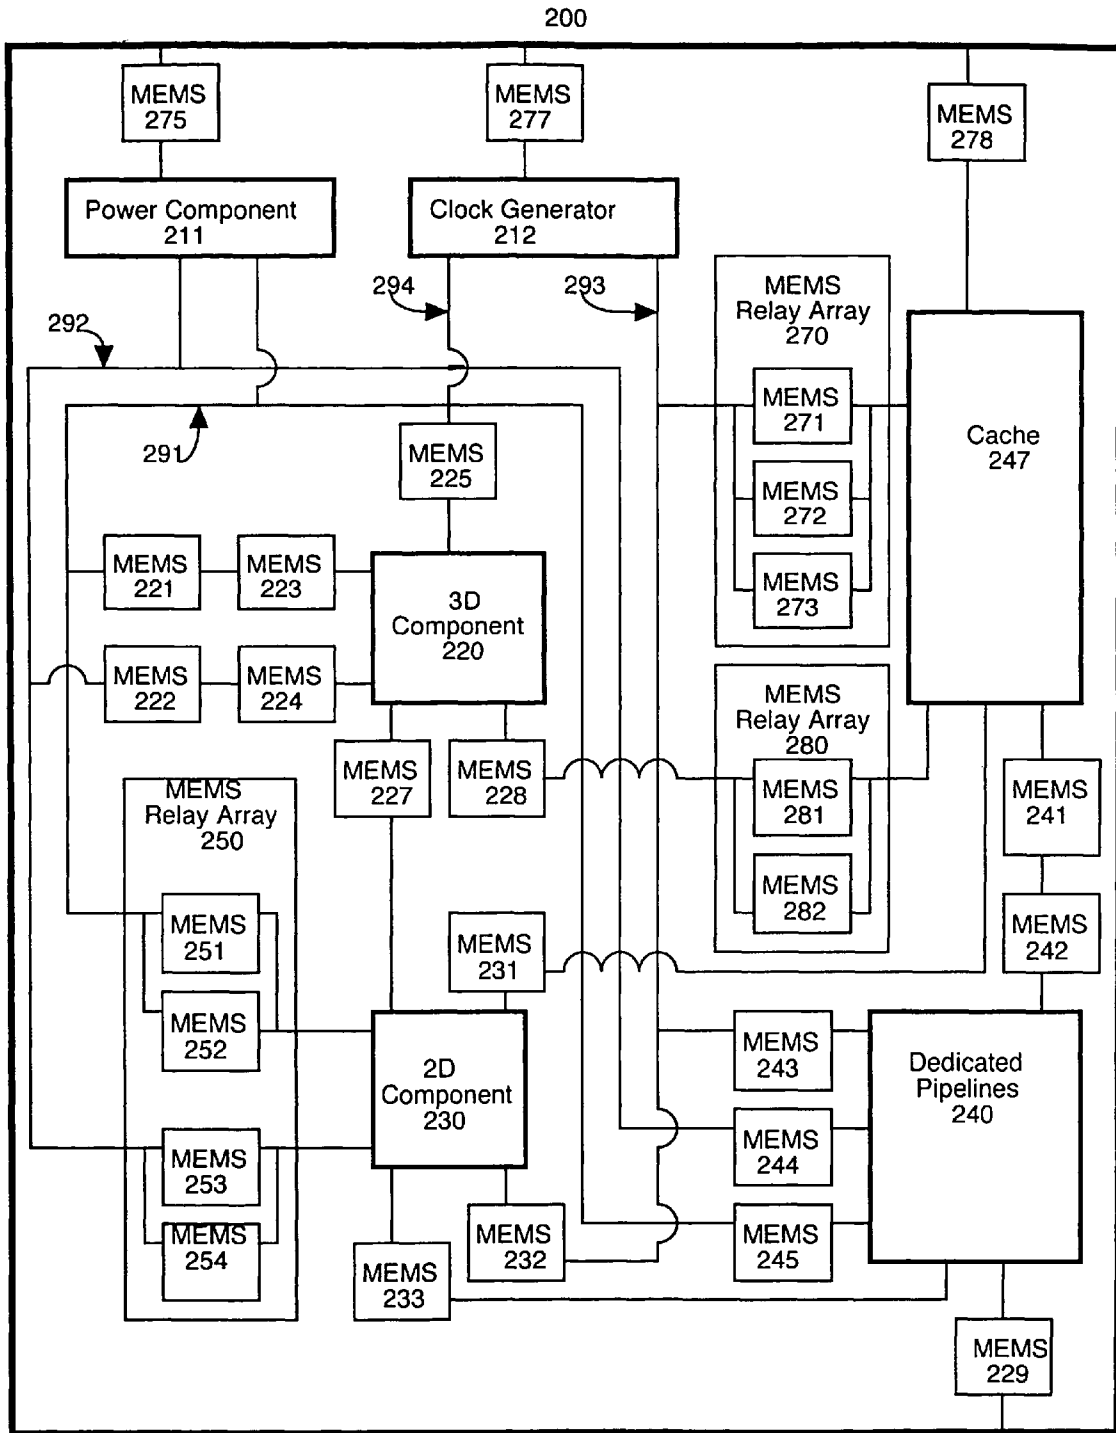 200
MEMS
275
MEMS
277
MEMS
278
Power Component
211
Clock Generator
212
294
293
292
291
MEMS
Relay Array
270
MEMS
271
MEMS
272
MEMS
273
Cache
247
MEMS
225
MEMS
221
MEMS
223
3D
Component
220
MEMS
222
MEMS
224
MEMS
Relay Array
280
MEMS
281
MEMS
282
MEMS
227
MEMS
228
MEMS
241
MEMS
242
MEMS
Relay Array
250
MEMS
251
MEMS
252
MEMS
253
MEMS
254
MEMS
231
2D
Component
230
MEMS
243
MEMS
244
MEMS
245
Dedicated
Pipelines
240
MEMS
232
MEMS
233
MEMS
229